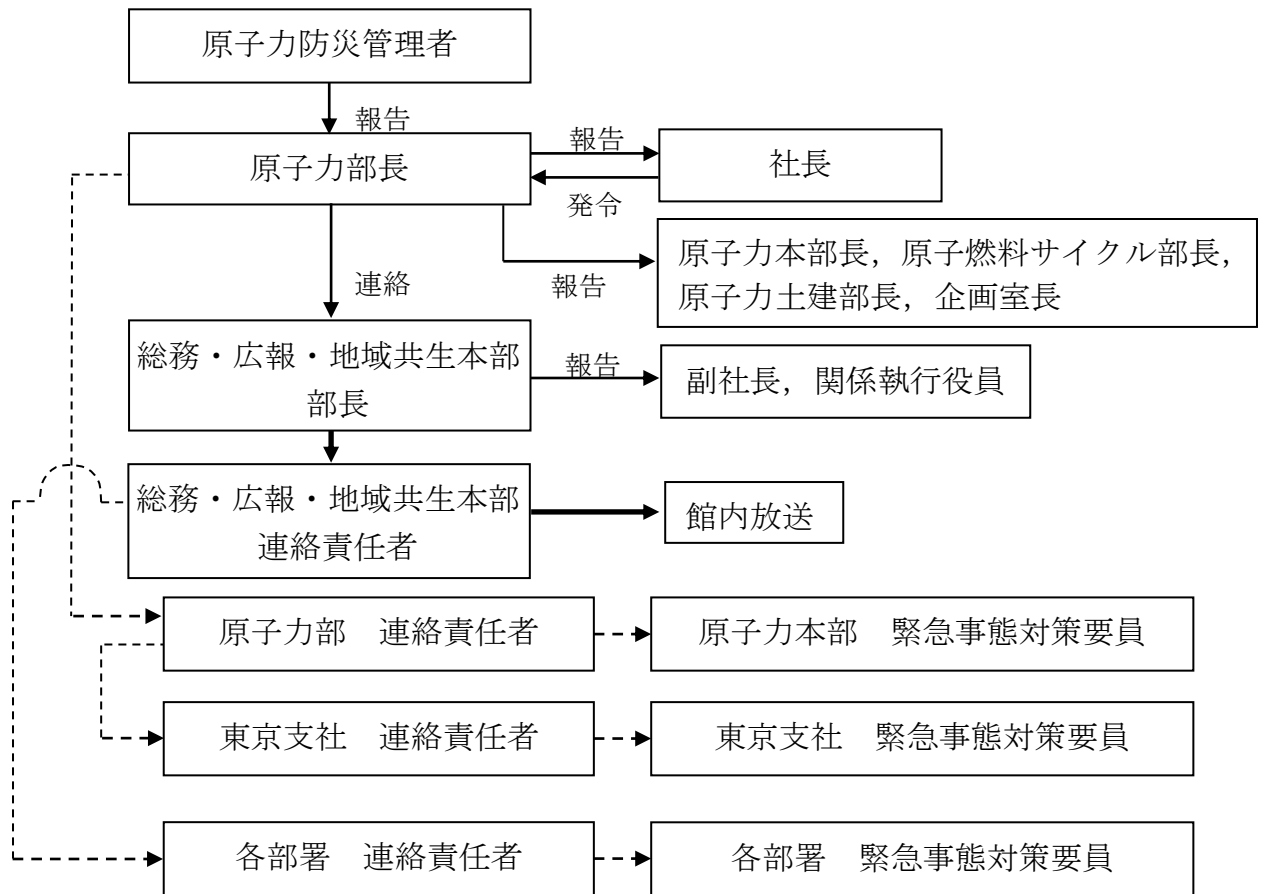 原子力防災管理者
報告
原子力部長
報告
社長
発令
報告
原子力本部長，原子燃料サイクル部長，
原子力土建部長，企画室長
連絡
総務・広報・地域共生本部
部長
報告
副社長，関係執行役員
総務・広報・地域共生本部
連絡責任者
館内放送
原子力部　連絡責任者
原子力本部　緊急事態対策要員
東京支社　連絡責任者
東京支社　緊急事態対策要員
各部署　連絡責任者
各部署　緊急事態対策要員